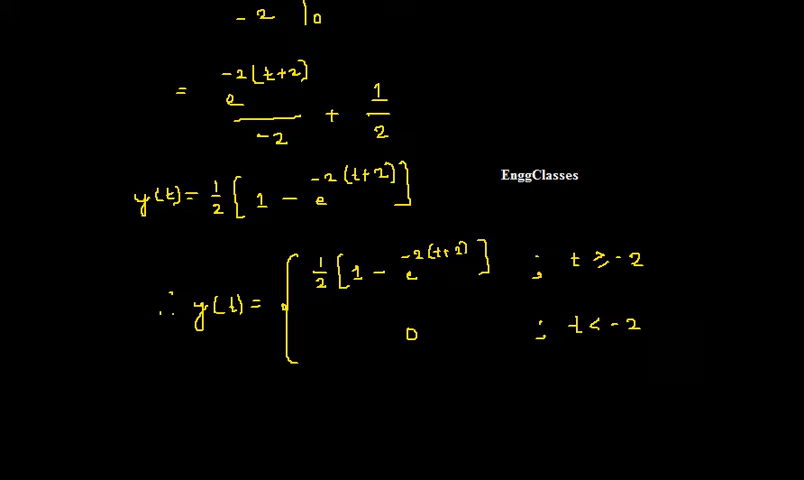 -2 |0
= e^{-2(t+2)} / -2 + 1/2
EnggClasses
y(t) = 1/2 [ 1 - e^{-2(t+2)} ]
∴ y(t) = { 1/2 [ 1 - e^{-2(t+2)} ] ; t ≥ -2
0 ; t < -2